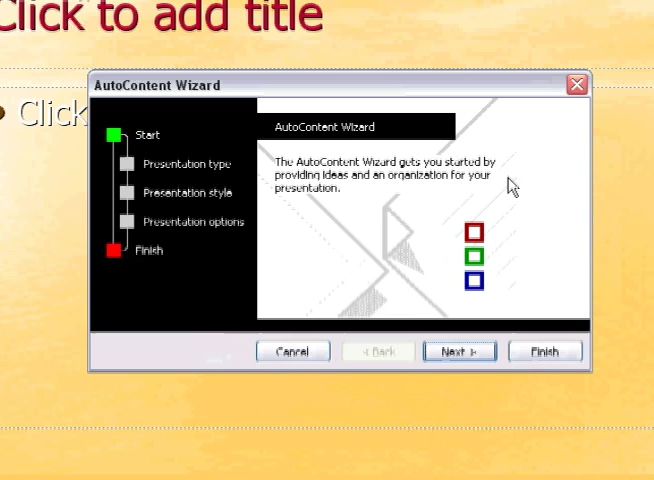 Click to add title
• Click
AutoContent Wizard
Start
Presentation type
Presentation style
Presentation options
Finish
AutoContent Wizard
The AutoContent Wizard gets you started by
providing ideas and an organization for your
presentation.
Cancel
< Back
Next >
Finish